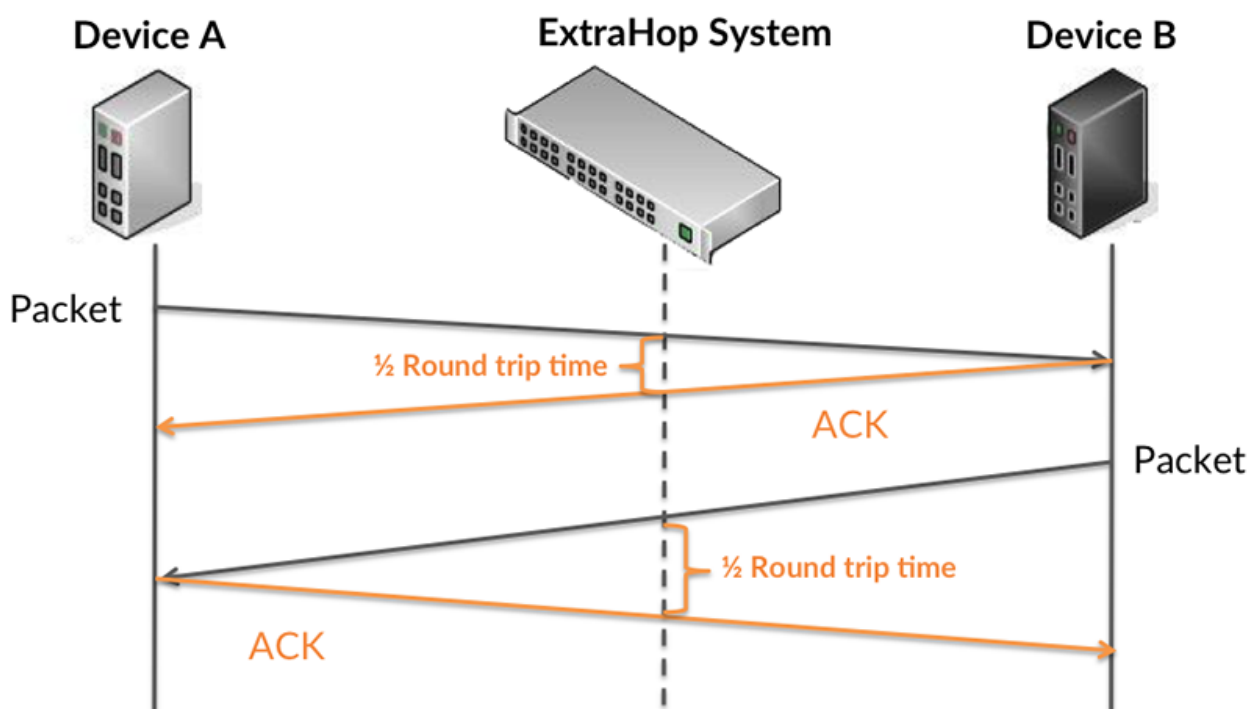 Device A
ExtraHop System
Device B
Packet
½ Round trip time
ACK
Packet
½ Round trip time
ACK